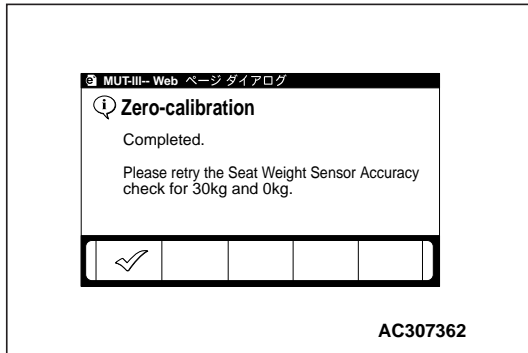 MUT-III-- Web ページ ダイアログ
Zero-calibration
Completed.
Please retry the Seat Weight Sensor Accuracy
check for 30kg and 0kg.
AC307362